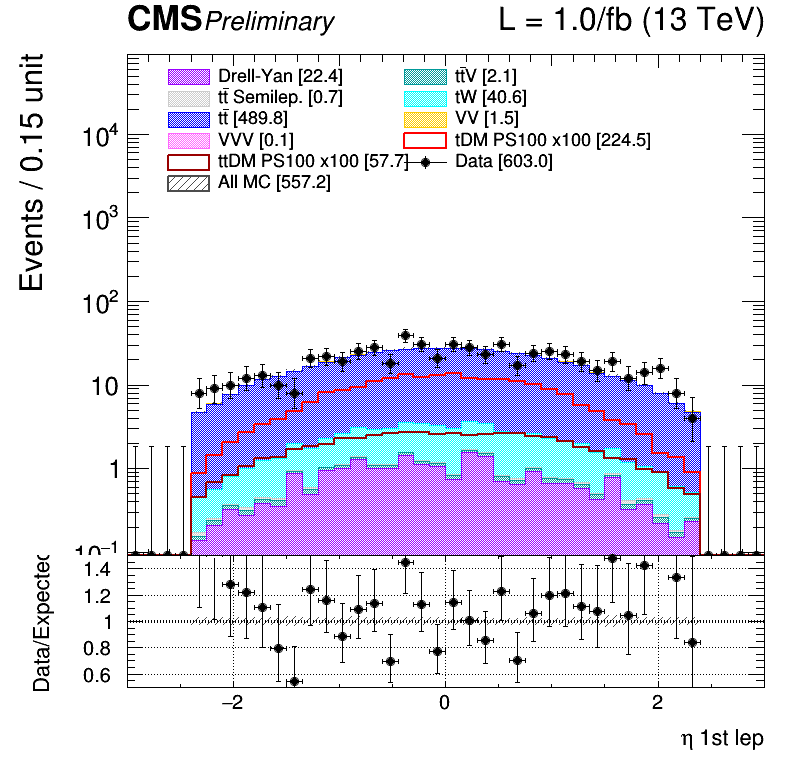 CMS Preliminary L = 1.0/fb (13 TeV)
Drell-Yan [22.4] tt̄V [2.1]
tt̄ Semilep. [0.7] tW [40.6]
tt̄ [489.8] VV [1.5]
VVV [0.1] tDM PS100 x100 [224.5]
ttDM PS100 x100 [57.7] Data [603.0]
All MC [557.2]
Events / 0.15 unit
10⁴
10³
10²
10
1
10⁻¹
Data/Expected
1.4
1.2
1
0.8
0.6
−2 0 2
η 1st lep